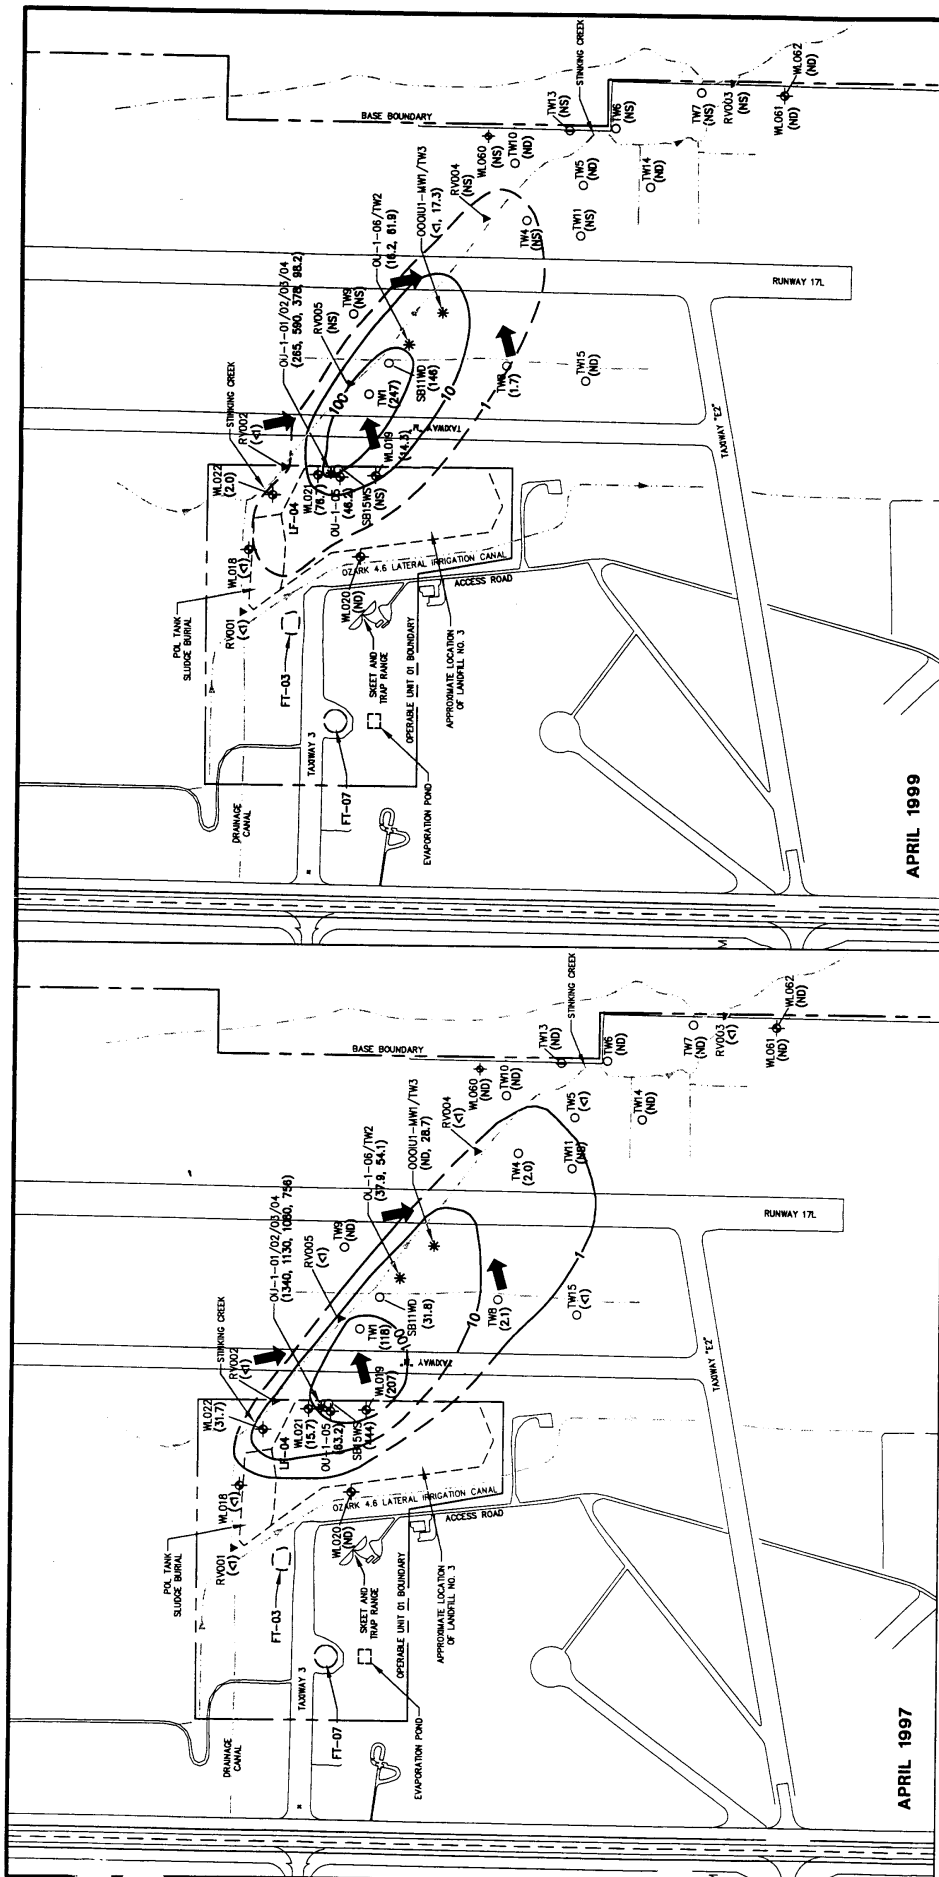 APRIL 1997
DRAINAGE
CANAL
POL TANK
SLUDGE BURIAL
RV001
(<1)
WL018
(<1)
FT-03
FT-07
TAXIWAY 3
SKEET AND
TRAP RANGE
EVAPORATION POND
OPERABLE UNIT 01 BOUNDARY
APPROXIMATE LOCATION
OF LANDFILL NO. 3
ACCESS ROAD
OZARK 4.6 LATERAL IRRIGATION CANAL
WL020
(ND)
WL022
(31.7)
STINKING CREEK
RV002
(<1)
LF-04
WL021
(15.7)
OU-1-05
(83.2)
SB15WS
(444)
WL019
(207)
OU-1-01/02/03/04
(1340, 1130, 1080, 756)
RV005
(<1)
TW9
(ND)
TW1
(118)
100
SB11WD
(31.8)
TAXIWAY "M"
OU-1-06/TW2
(37.9, 54.1)
000IU1-MW1/TW3
(ND, 28.7)
10
1
RV004
(<1)
TW8
(2.1)
TW15
(<1)
TW4
(2.0)
TW11
TW5
(<1)
WL060
(ND)
TW10
(ND)
TW13
(ND)
TW6
(ND)
TW14
(ND)
TW7
(ND)
RV003
(<1)
WL061
(ND)
WL062
(ND)
STINKING CREEK
BASE BOUNDARY
RUNWAY 17L
TAXIWAY "E2"
M
APRIL 1999
DRAINAGE
CANAL
POL TANK
SLUDGE BURIAL
RV001
(<1)
WL018
(<1)
FT-03
FT-07
TAXIWAY 3
SKEET AND
TRAP RANGE
EVAPORATION POND
OPERABLE UNIT 01 BOUNDARY
APPROXIMATE LOCATION
OF LANDFILL NO. 3
ACCESS ROAD
OZARK 4.6 LATERAL IRRIGATION CANAL
WL020
(ND)
WL022
(2.0)
STINKING CREEK
RV002
(<1)
LF-04
WL021
(76.7)
OU-1-05
(46.2)
SB15WS
(NS)
WL019
(14.3)
OU-1-01/02/03/04
(265, 590, 378, 98.2)
RV005
(NS)
TW9
(NS)
TW1
(247)
100
SB11WD
(146)
TAXIWAY "M"
OU-1-06/TW2
(16.2, 61.9)
000IU1-MW1/TW3
(<1, 17.3)
10
1
RV004
(NS)
TW8
(1.7)
TW15
(ND)
TW4
(NS)
TW11
(NS)
TW5
(ND)
WL060
(NS)
TW10
(ND)
TW13
(NS)
TW6
(NS)
TW14
(ND)
TW7
(NS)
RV003
(NS)
WL061
(ND)
WL062
(ND)
STINKING CREEK
BASE BOUNDARY
RUNWAY 17L
TAXIWAY "E2"
M